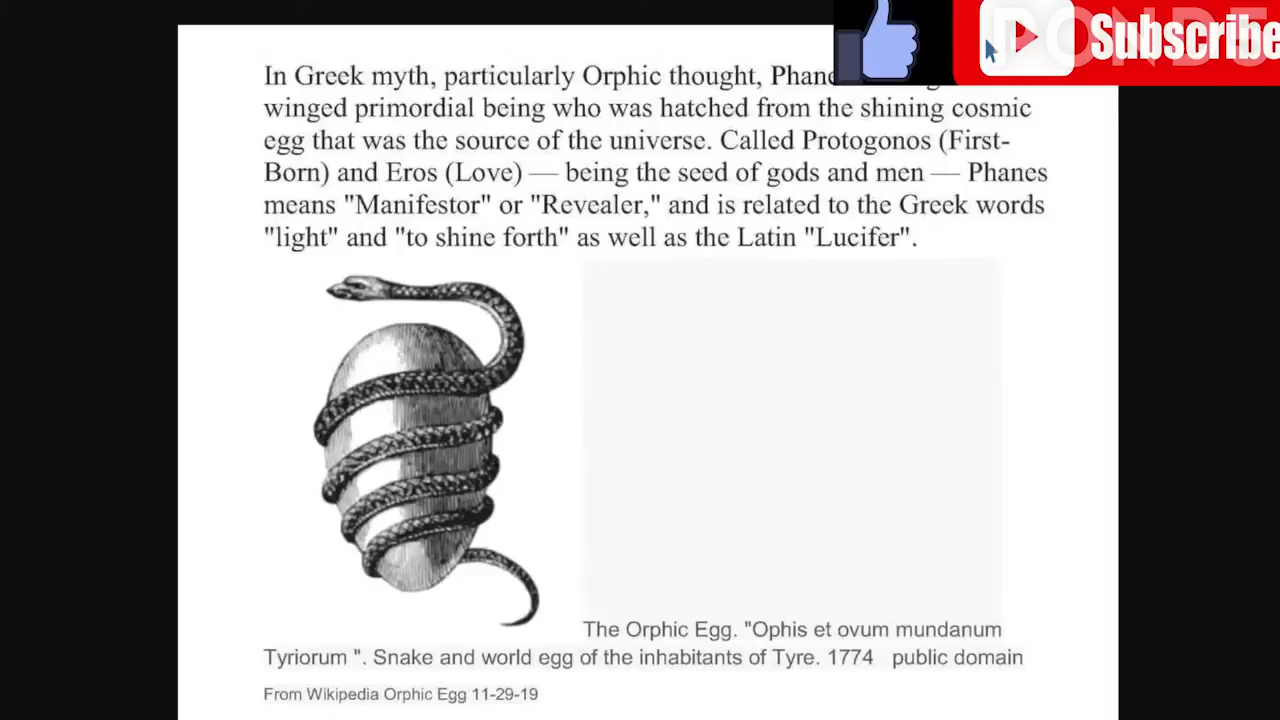 Subscribe
In Greek myth, particularly Orphic thought,
winged primordial being who was hatched from the shining cosmic
egg that was the source of the universe. Called Protogonos (First-
Born) and Eros (Love) — being the seed of gods and men — Phanes
means "Manifestor" or "Revealer," and is related to the Greek words
"light" and "to shine forth" as well as the Latin "Lucifer".
The Orphic Egg. "Ophis et ovum mundanum
Tyriorum ". Snake and world egg of the inhabitants of Tyre. 1774 public domain
From Wikipedia Orphic Egg 11-29-19